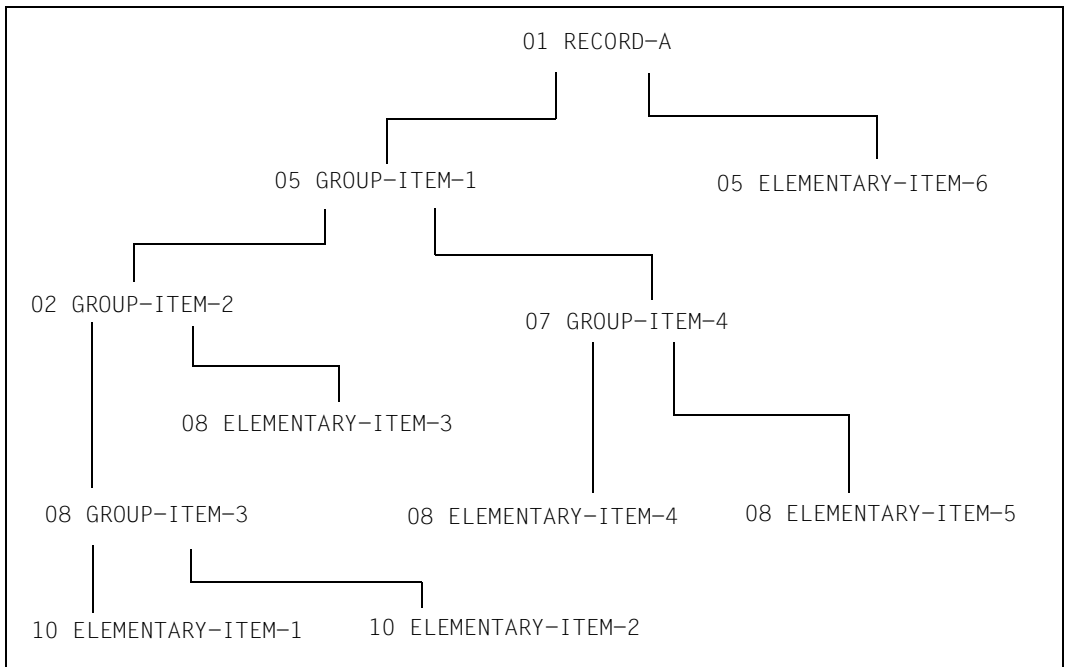 01 RECORD–A
05 GROUP–ITEM–1
05 ELEMENTARY–ITEM–6
02 GROUP–ITEM–2
07 GROUP–ITEM–4
08 ELEMENTARY–ITEM–3
08 GROUP–ITEM–3
08 ELEMENTARY–ITEM–4
08 ELEMENTARY–ITEM–5
10 ELEMENTARY–ITEM–1
10 ELEMENTARY–ITEM–2